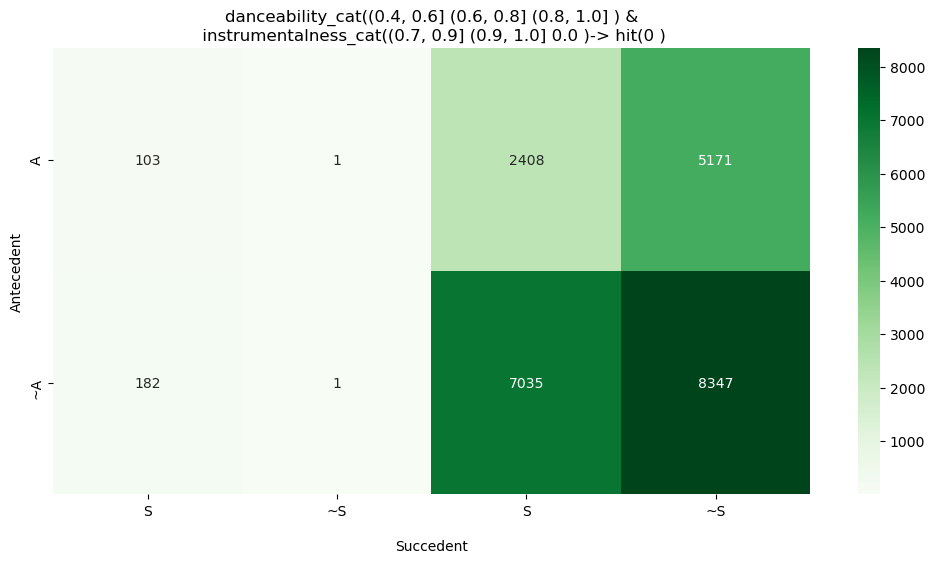 danceability_cat((0.4, 0.6] (0.6, 0.8] (0.8, 1.0] ) &
instrumentalness_cat((0.7, 0.9] (0.9, 1.0] 0.0 )-> hit(0 )
A
103
1
2408
5171
~A
182
1
7035
8347
Antecedent
S
~S
S
~S
Succedent
8000
7000
6000
5000
4000
3000
2000
1000